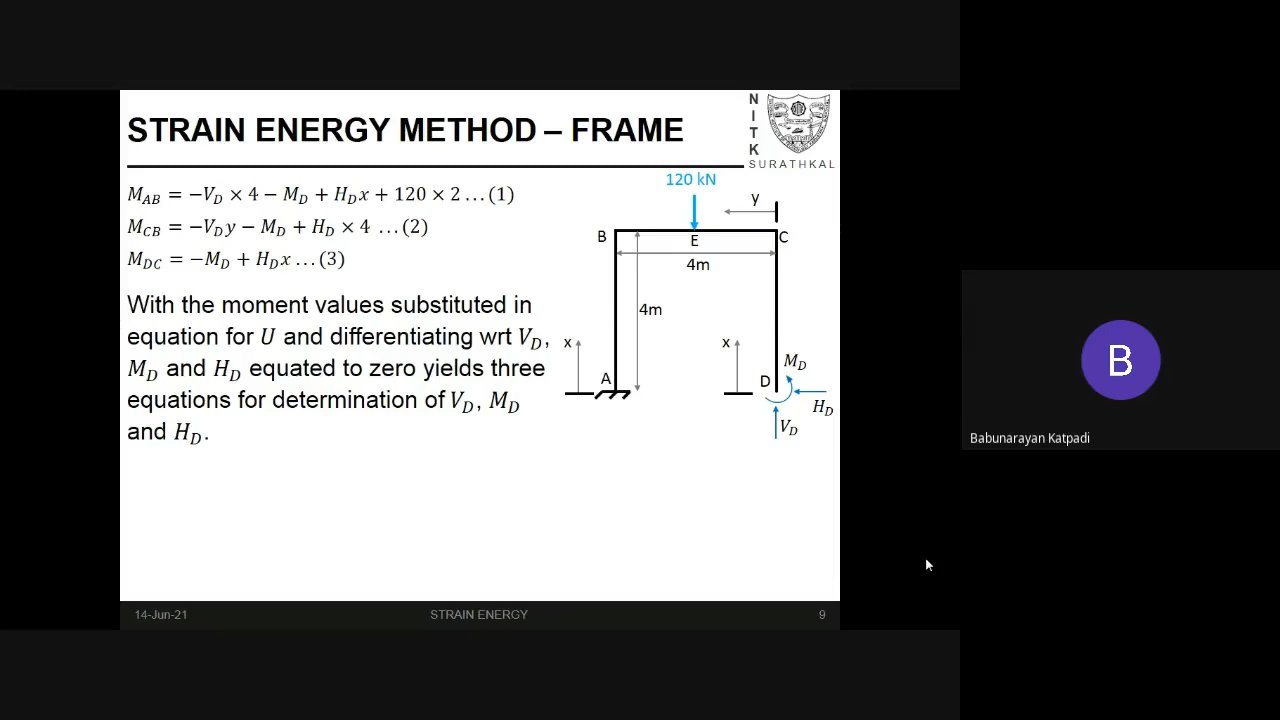 STRAIN ENERGY METHOD – FRAME
N
I
T
K
SURATHKAL
M_AB = −V_D × 4 − M_D + H_D x + 120 × 2 … (1)
M_CB = −V_D y − M_D + H_D × 4 … (2)
M_DC = −M_D + H_D x … (3)
With the moment values substituted in
equation for U and differentiating wrt V_D,
M_D and H_D equated to zero yields three
equations for determination of V_D, M_D
and H_D.
120 kN
y
B
E
C
4m
4m
x
x
A
D
M_D
H_D
V_D
14-Jun-21
STRAIN ENERGY
9
B
Babunarayan Katpadi